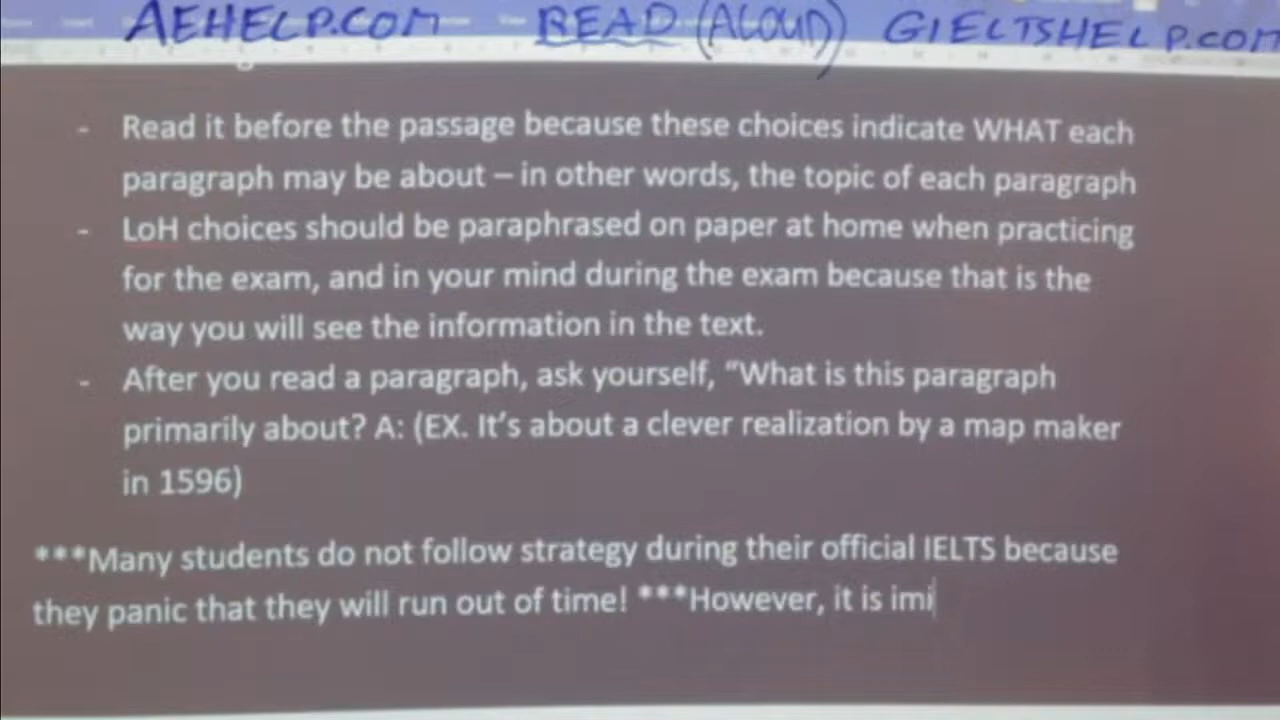 AEHELP.COM READ (ALOUD) GIELTSHELP.COM
- Read it before the passage because these choices indicate WHAT each
paragraph may be about – in other words, the topic of each paragraph
- LoH choices should be paraphrased on paper at home when practicing
for the exam, and in your mind during the exam because that is the
way you will see the information in the text.
- After you read a paragraph, ask yourself, “What is this paragraph
primarily about? A: (EX. It’s about a clever realization by a map maker
in 1596)
***Many students do not follow strategy during their official IELTS because
they panic that they will run out of time! ***However, it is imi